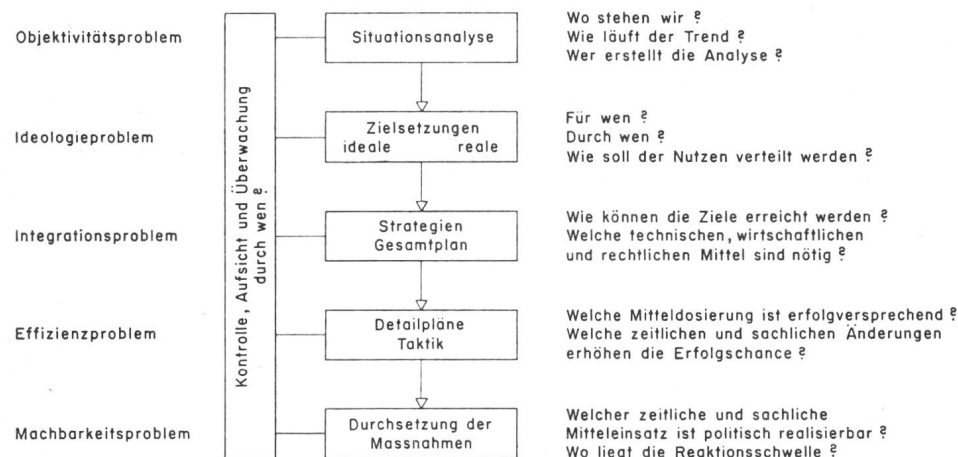 Objektivitätsproblem
Situationsanalyse
Wo stehen wir ?
Wie läuft der Trend ?
Wer erstellt die Analyse ?
Kontrolle, Aufsicht und Überwachung
durch wen ?
Ideologieproblem
Zielsetzungen
ideale reale
Für wen ?
Durch wen ?
Wie soll der Nutzen verteilt werden ?
Integrationsproblem
Strategien
Gesamtplan
Wie können die Ziele erreicht werden ?
Welche technischen, wirtschaftlichen
und rechtlichen Mittel sind nötig ?
Effizienzproblem
Detailpläne
Taktik
Welche Mitteldosierung ist erfolgversprechend ?
Welche zeitlichen und sachlichen Änderungen
erhöhen die Erfolgschance ?
Machbarkeitsproblem
Durchsetzung der
Massnahmen
Welcher zeitliche und sachliche
Mitteleinsatz ist politisch realisierbar ?
Wo liegt die Reaktionsschwelle ?